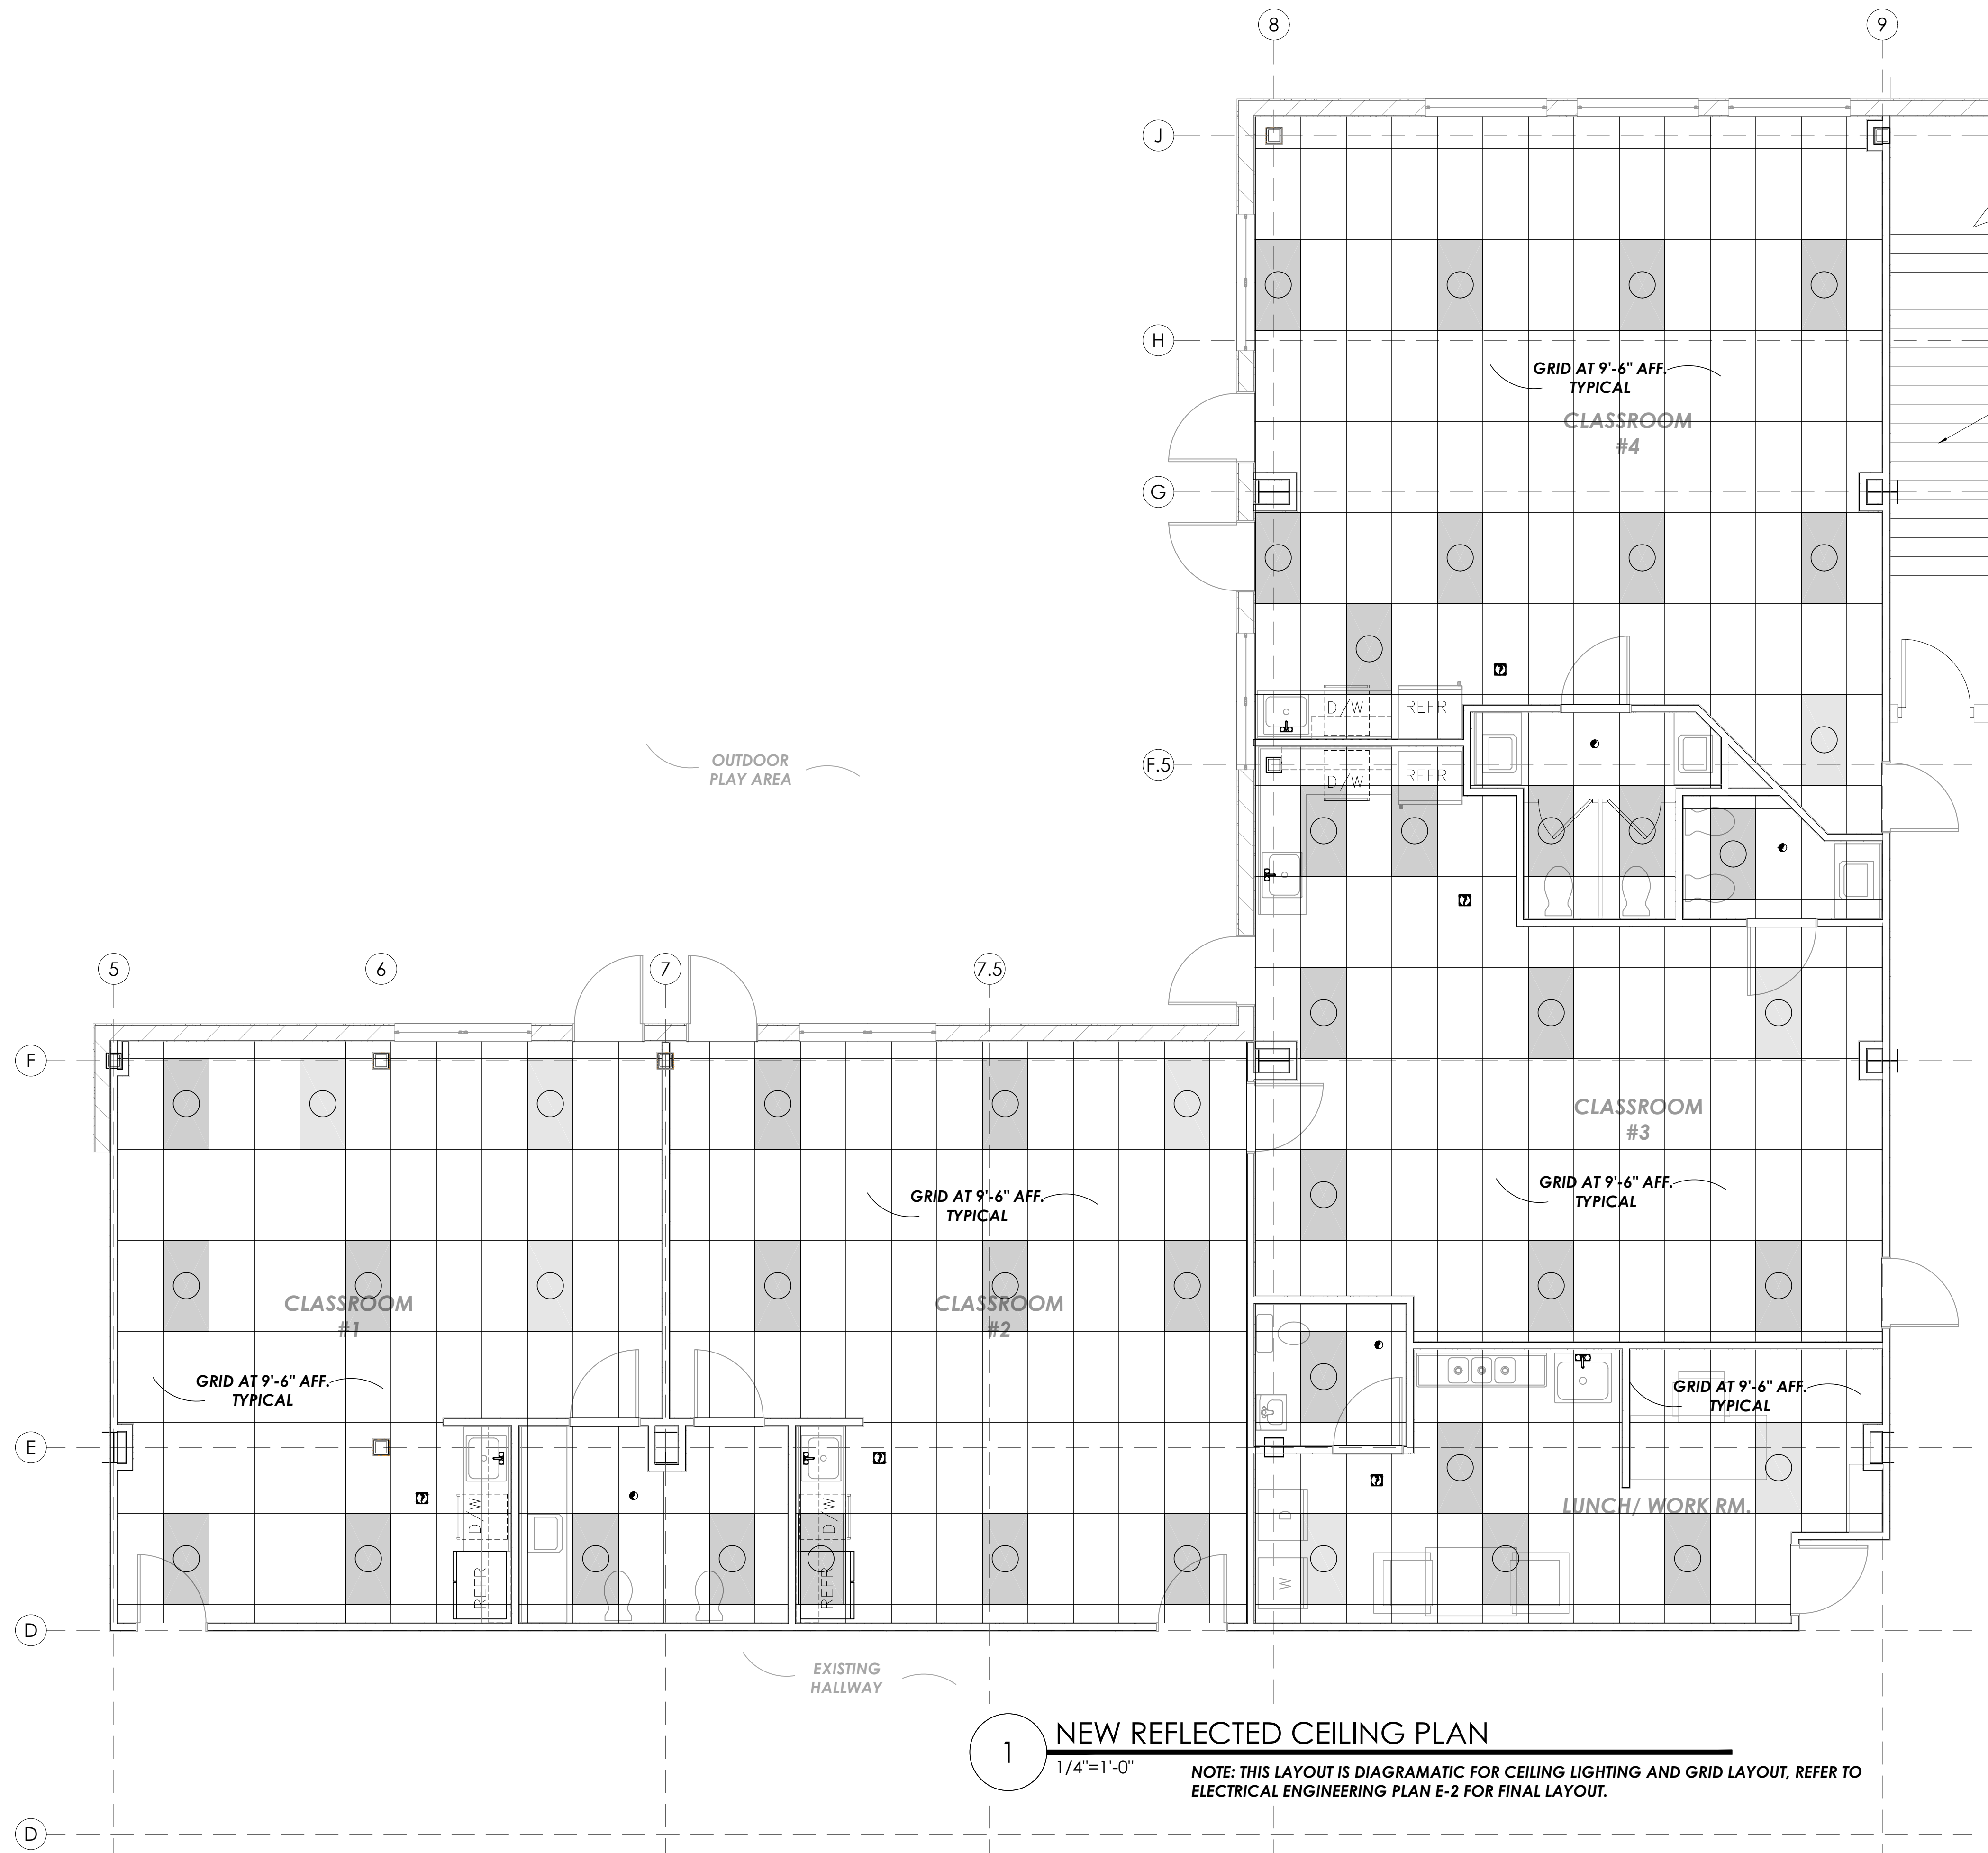 8
9
J
H
GRID AT 9'-6" AFF.
TYPICAL
CLASSROOM
#4
G
D/W
REFR
F.5
D/W
REFR
OUTDOOR
PLAY AREA
5
6
7
7.5
F
CLASSROOM
#3
GRID AT 9'-6" AFF.
TYPICAL
GRID AT 9'-6" AFF.
TYPICAL
CLASSROOM
#1
CLASSROOM
#2
GRID AT 9'-6" AFF.
TYPICAL
GRID AT 9'-6" AFF.
TYPICAL
E
D/W
REFR
D/W
REFR
D
W
LUNCH/ WORK RM.
D
EXISTING
HALLWAY
1
NEW REFLECTED CEILING PLAN
1/4"=1'-0"
NOTE: THIS LAYOUT IS DIAGRAMATIC FOR CEILING LIGHTING AND GRID LAYOUT, REFER TO
ELECTRICAL ENGINEERING PLAN E-2 FOR FINAL LAYOUT.
D